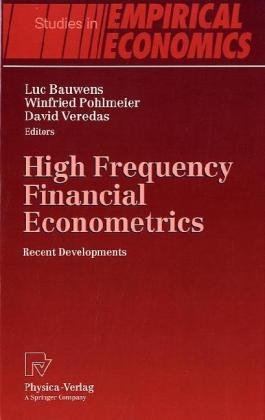 Studies in EMPIRICAL
ECONOMICS
Luc Bauwens
Winfried Pohlmeier
David Veredas
Editors
High Frequency
Financial
Econometrics
Recent Developments
Physica-Verlag
A Springer Company